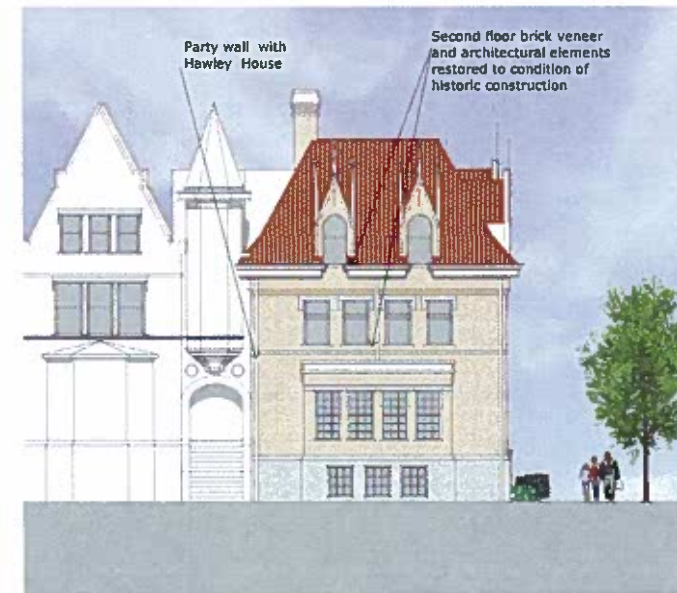 Party wall with
Hawley House
Second floor brick veneer
and architectural elements
restored to condition of
historic construction